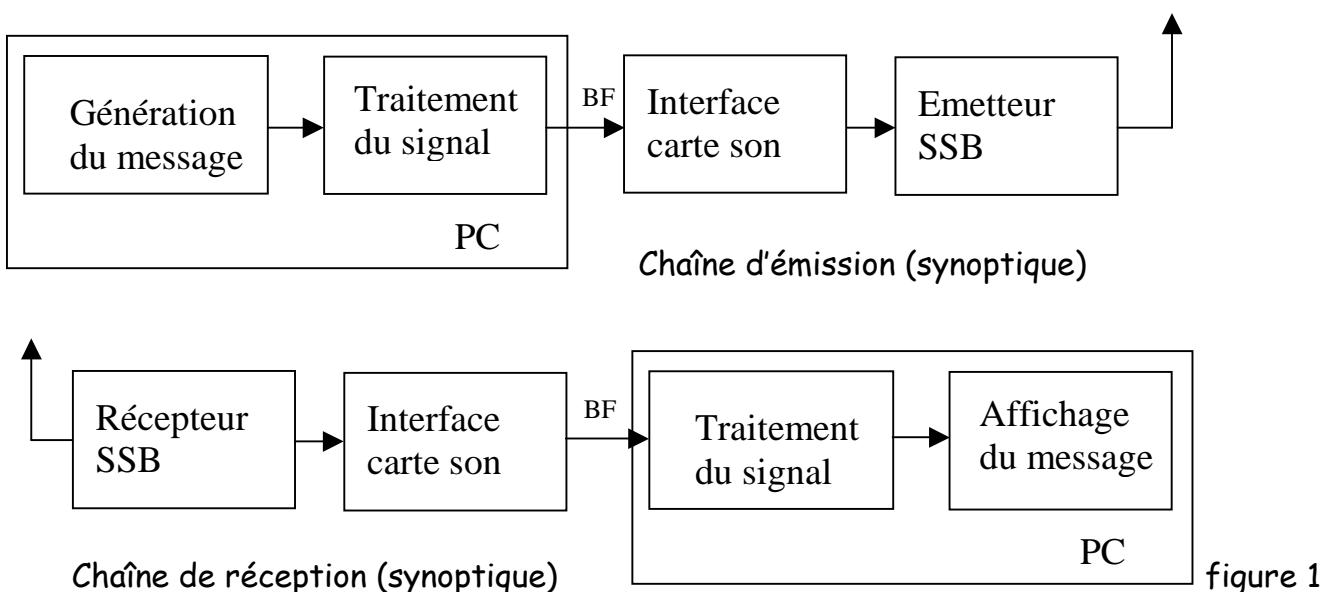 Génération
du message
Traitement
du signal
BF
Interface
carte son
Emetteur
SSB
PC
Chaîne d'émission (synoptique)
Récepteur
SSB
Interface
carte son
BF
Traitement
du signal
Affichage
du message
PC
Chaîne de réception (synoptique)
figure 1